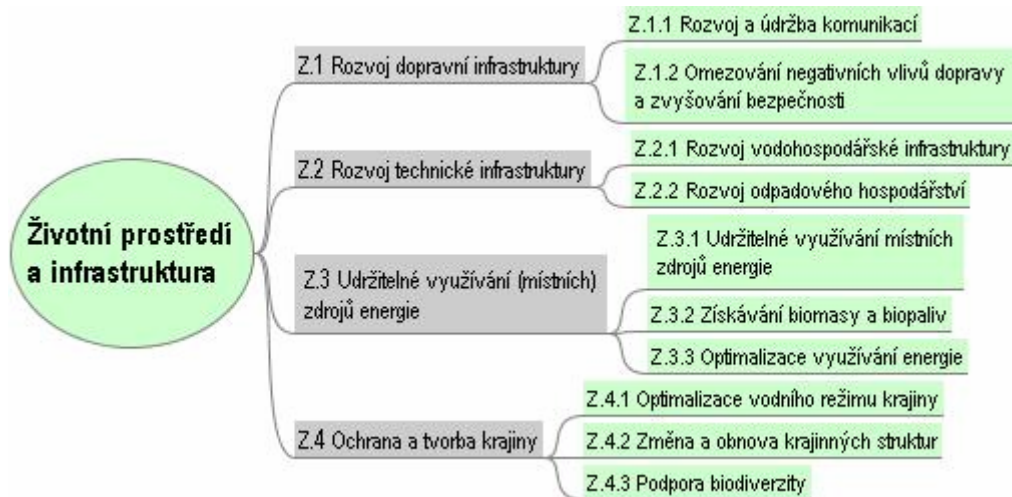 Životní prostředí
a infrastruktura
Z.1 Rozvoj dopravní infrastruktury
Z.1.1 Rozvoj a údržba komunikací
Z.1.2 Omezování negativních vlivů dopravy
a zvyšování bezpečnosti
Z.2 Rozvoj technické infrastruktury
Z.2.1 Rozvoj vodohospodářské infrastruktury
Z.2.2 Rozvoj odpadového hospodářství
Z.3 Udržitelné využívání (místních)
zdrojů energie
Z.3.1 Udržitelné využívání místních
zdrojů energie
Z.3.2 Získávání biomasy a biopaliv
Z.3.3 Optimalizace využívání energie
Z.4 Ochrana a tvorba krajiny
Z.4.1 Optimalizace vodního režimu krajiny
Z.4.2 Změna a obnova krajinných struktur
Z.4.3 Podpora biodiverzity